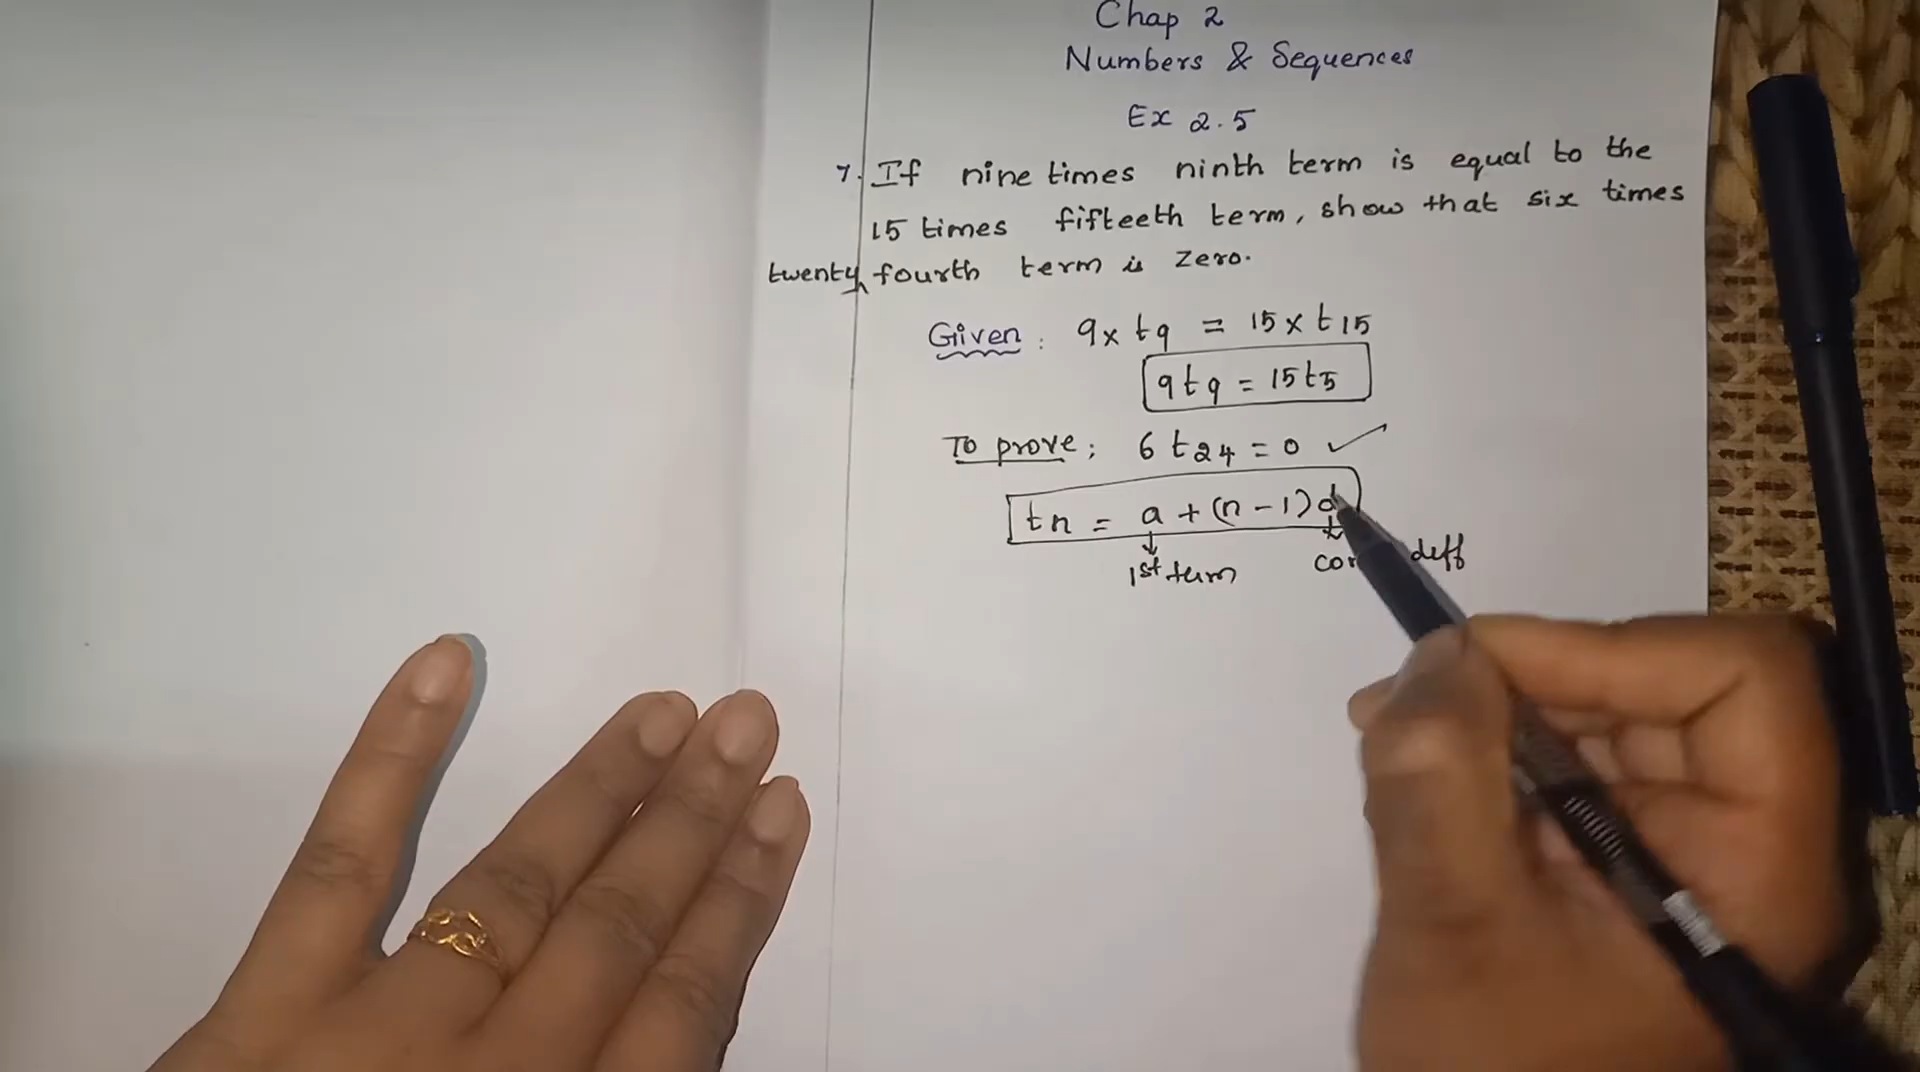 Chap 2
Numbers & Sequences
Ex 2.5
7. If nine times ninth term is equal to the
15 times fifteeth term, show that six times
twenty fourth term is zero.
Given : 9 x t9 = 15 x t15
9t9 = 15t5
To prove ; 6 t24 = 0 ✓
tn = a + (n - 1)d
1st term deff